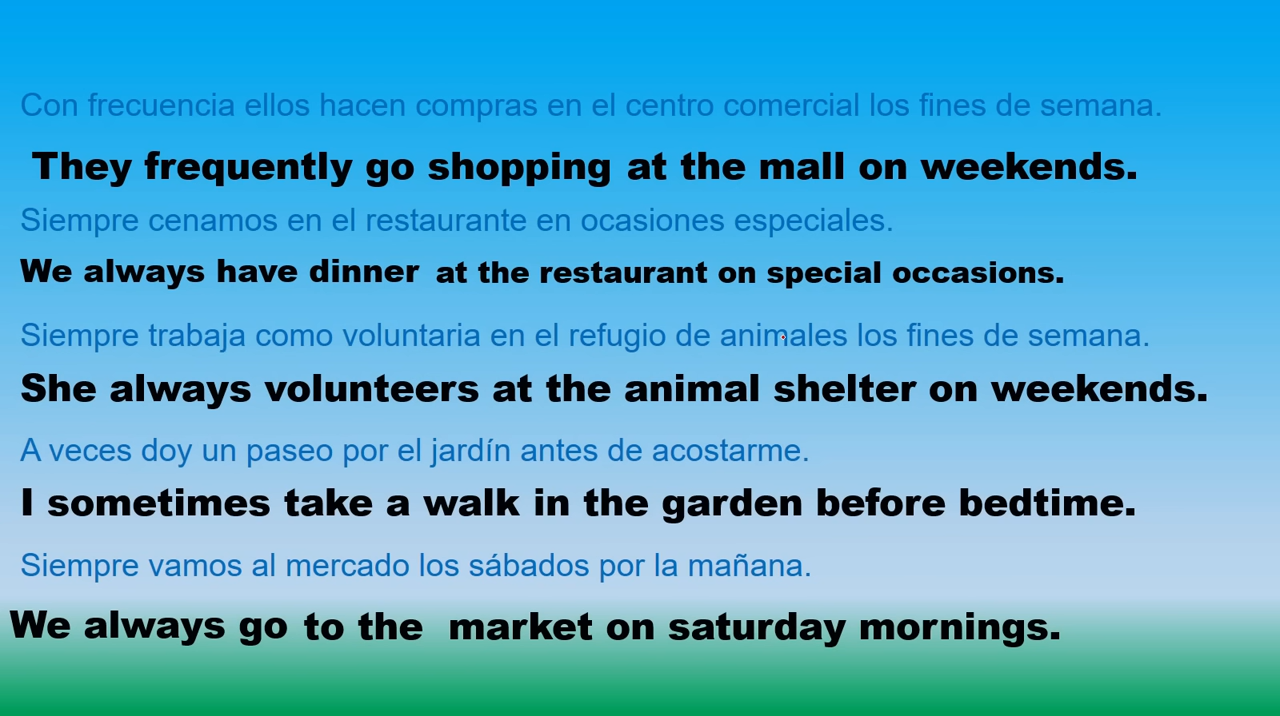 Con frecuencia ellos hacen compras en el centro comercial los fines de semana.
They frequently go shopping at the mall on weekends.
Siempre cenamos en el restaurante en ocasiones especiales.
We always have dinner at the restaurant on special occasions.
Siempre trabaja como voluntaria en el refugio de animales los fines de semana.
She always volunteers at the animal shelter on weekends.
A veces doy un paseo por el jardín antes de acostarme.
I sometimes take a walk in the garden before bedtime.
Siempre vamos al mercado los sábados por la mañana.
We always go to the market on saturday mornings.